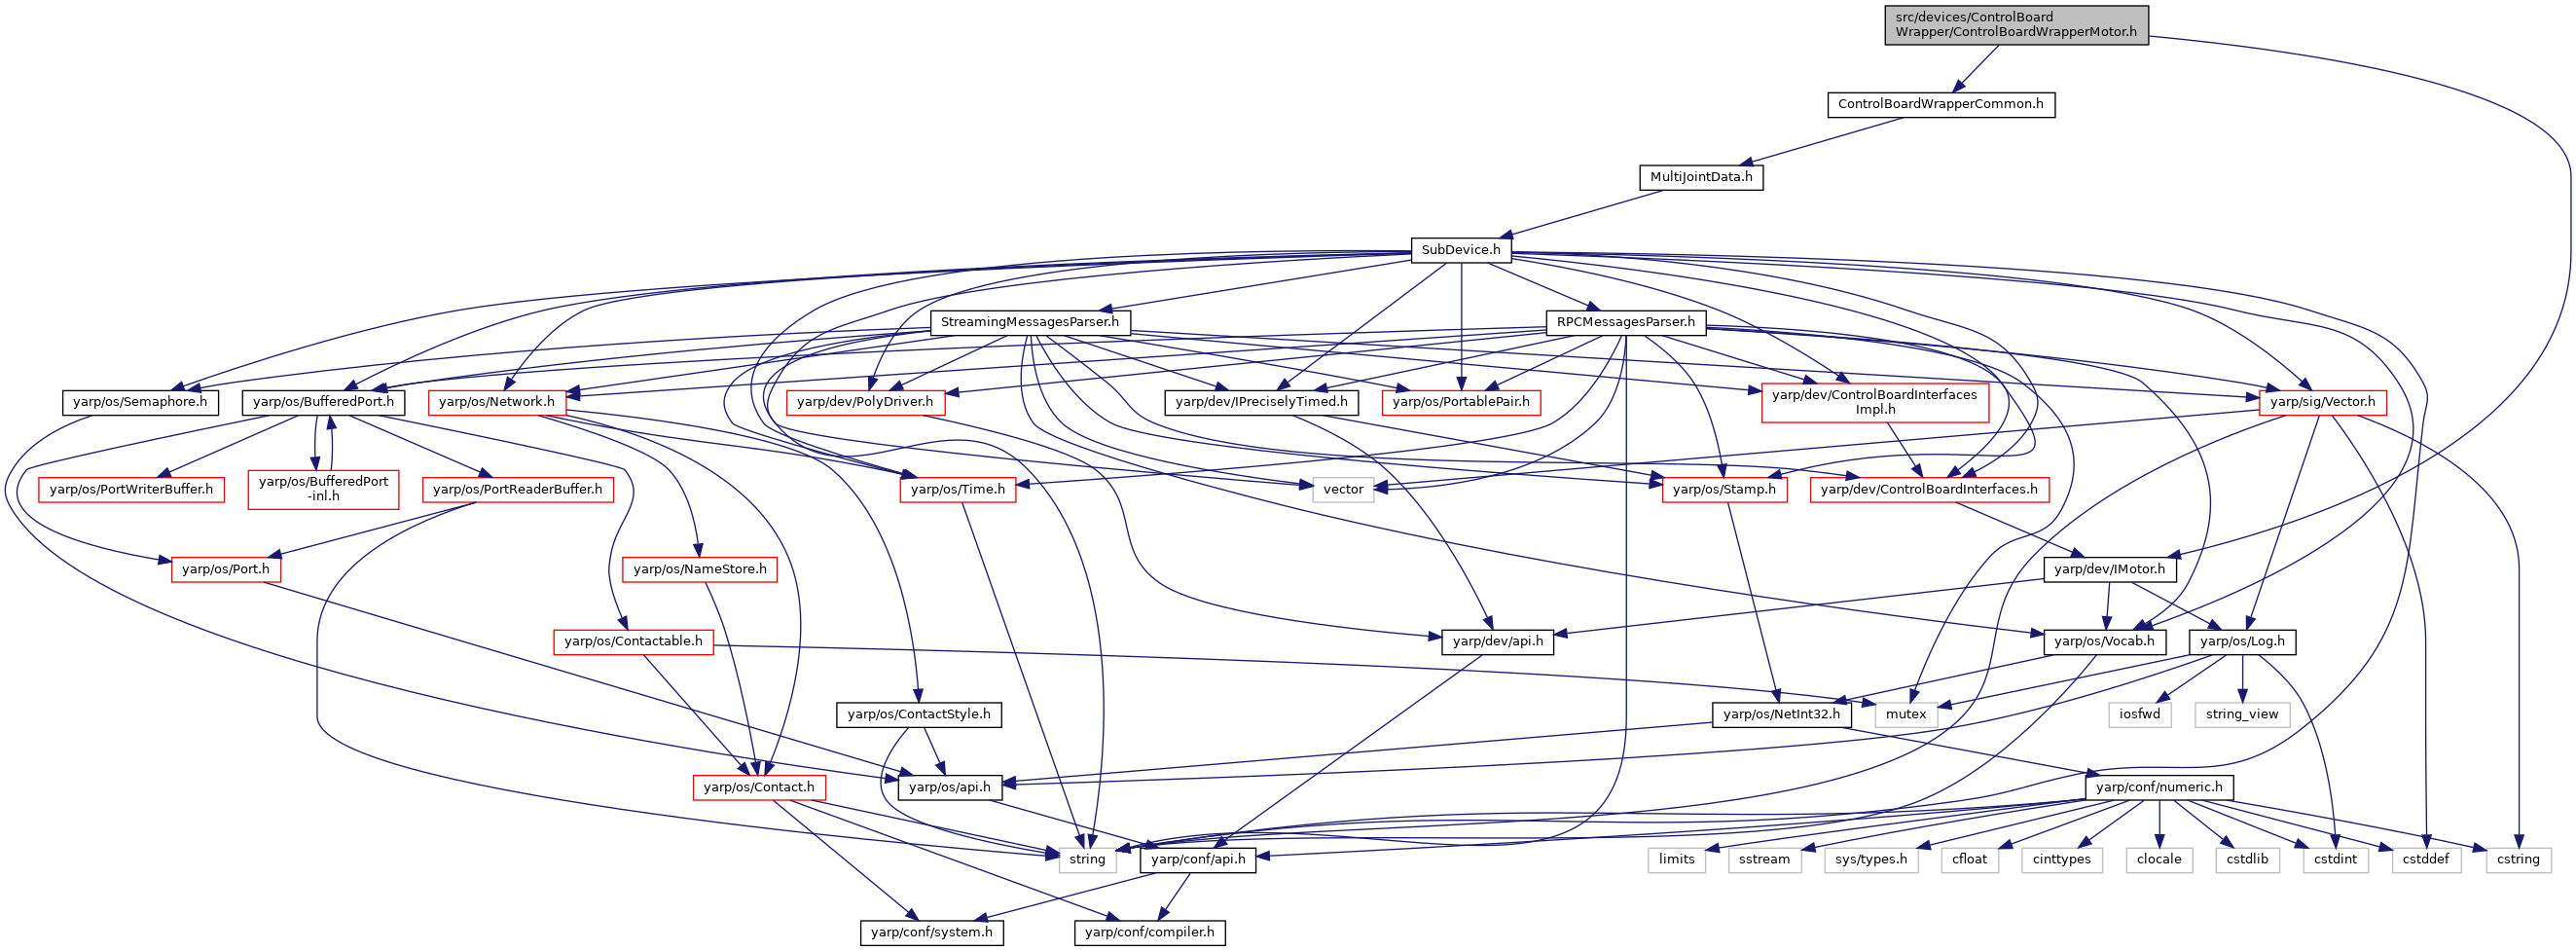 src/devices/ControlBoard
Wrapper/ControlBoardWrapperMotor.h
ControlBoardWrapperCommon.h
MultiJointData.h
SubDevice.h
StreamingMessagesParser.h
RPCMessagesParser.h
yarp/os/Semaphore.h
yarp/os/BufferedPort.h
yarp/os/Network.h
yarp/dev/PolyDriver.h
yarp/dev/IPreciselyTimed.h
yarp/os/PortablePair.h
yarp/dev/ControlBoardInterfaces
Impl.h
yarp/sig/Vector.h
yarp/os/PortWriterBuffer.h
yarp/os/BufferedPort
-inl.h
yarp/os/PortReaderBuffer.h
yarp/os/Time.h
vector
yarp/os/Stamp.h
yarp/dev/ControlBoardInterfaces.h
yarp/os/Port.h
yarp/os/NameStore.h
yarp/dev/IMotor.h
yarp/os/Contactable.h
yarp/dev/api.h
yarp/os/Vocab.h
yarp/os/Log.h
yarp/os/ContactStyle.h
yarp/os/NetInt32.h
mutex
iosfwd
string_view
yarp/os/Contact.h
yarp/os/api.h
yarp/conf/numeric.h
string
yarp/conf/api.h
limits
sstream
sys/types.h
cfloat
cinttypes
clocale
cstdlib
cstdint
cstddef
cstring
yarp/conf/system.h
yarp/conf/compiler.h